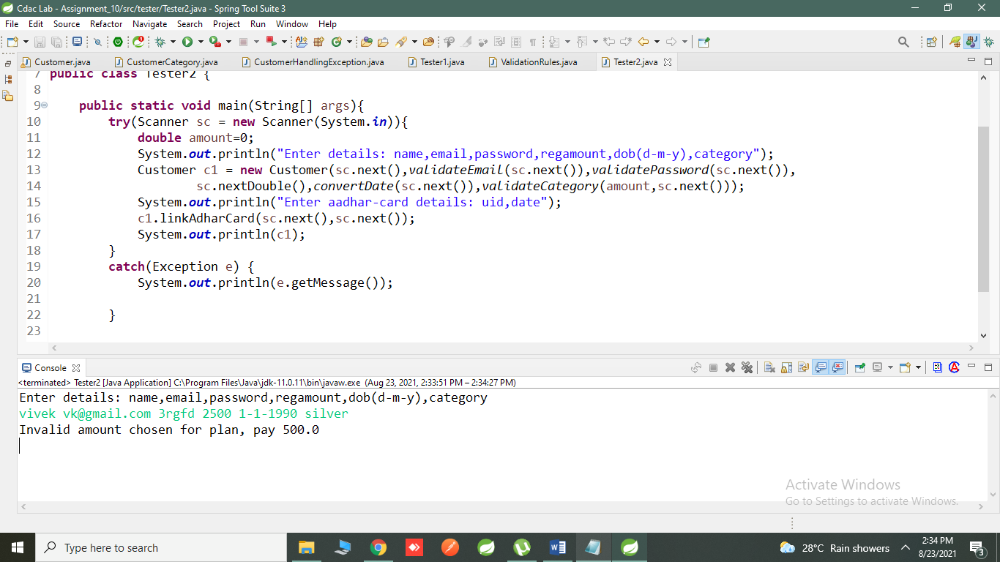 Cdac Lab - Assignment_10/src/tester/Tester2.java - Spring Tool Suite 3
File Edit Source Refactor Navigate Search Project Run Window Help
Customer.java CustomerCategory.java CustomerHandlingException.java Tester1.java ValidationRules.java Tester2.java
7 public class Tester2 {
8
9 public static void main(String[] args){
10 try(Scanner sc = new Scanner(System.in)){
11 double amount=0;
12 System.out.println("Enter details: name,email,password,regamount,dob(d-m-y),category");
13 Customer c1 = new Customer(sc.next(),validateEmail(sc.next()),validatePassword(sc.next()),
14 sc.nextDouble(),convertDate(sc.next()),validateCategory(amount,sc.next()));
15 System.out.println("Enter aadhar-card details: uid,date");
16 c1.linkAdharCard(sc.next(),sc.next());
17 System.out.println(c1);
18 }
19 catch(Exception e) {
20 System.out.println(e.getMessage());
21
22 }
23
Console
<terminated> Tester2 [Java Application] C:\Program Files\Java\jdk-11.0.11\bin\javaw.exe (Aug 23, 2021, 2:33:51 PM – 2:34:27 PM)
Enter details: name,email,password,regamount,dob(d-m-y),category
vivek vk@gmail.com 3rgfd 2500 1-1-1990 silver
Invalid amount chosen for plan, pay 500.0
Activate Windows
Go to Settings to activate Windows.
Type here to search
28°C Rain showers
2:34 PM
8/23/2021
3